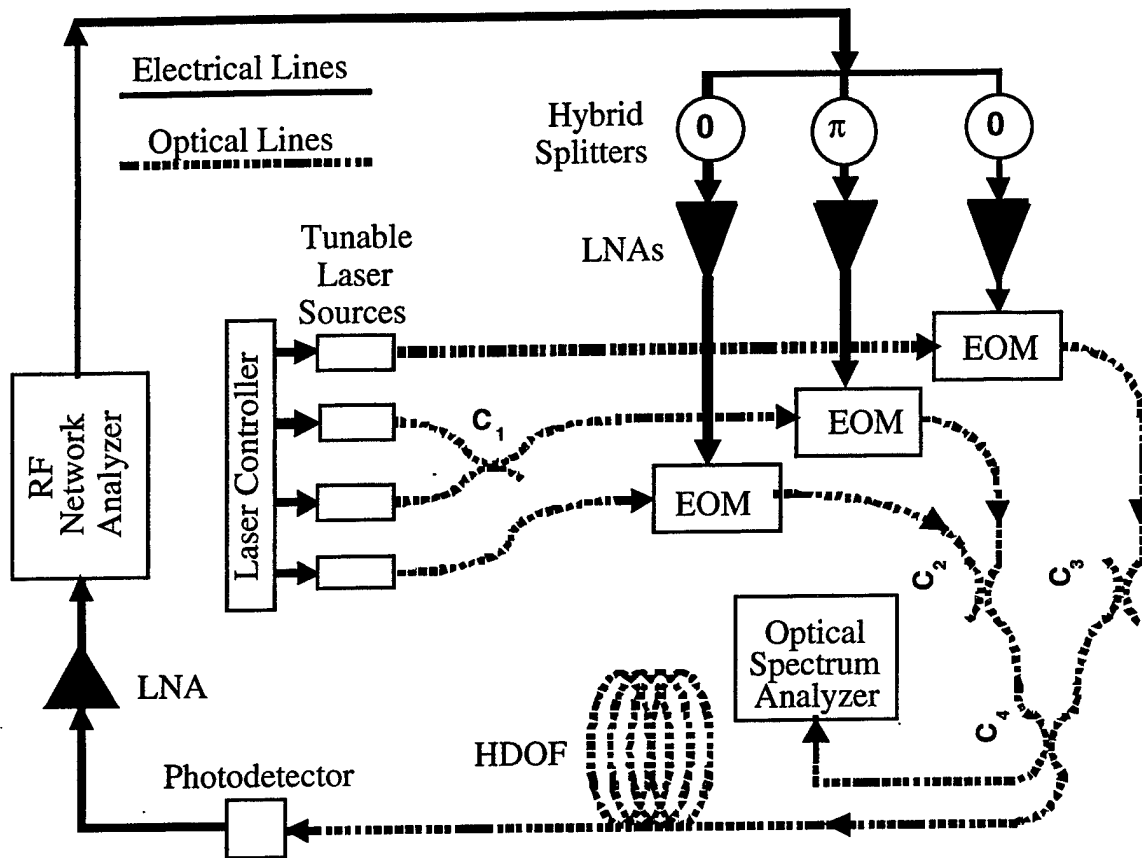 Electrical Lines
Optical Lines
Hybrid
Splitters
0
π
0
LNAs
Tunable
Laser
Sources
Laser Controller
C1
EOM
EOM
EOM
RF
Network
Analyzer
C2
C3
Optical
Spectrum
Analyzer
C4
LNA
HDOF
Photodetector